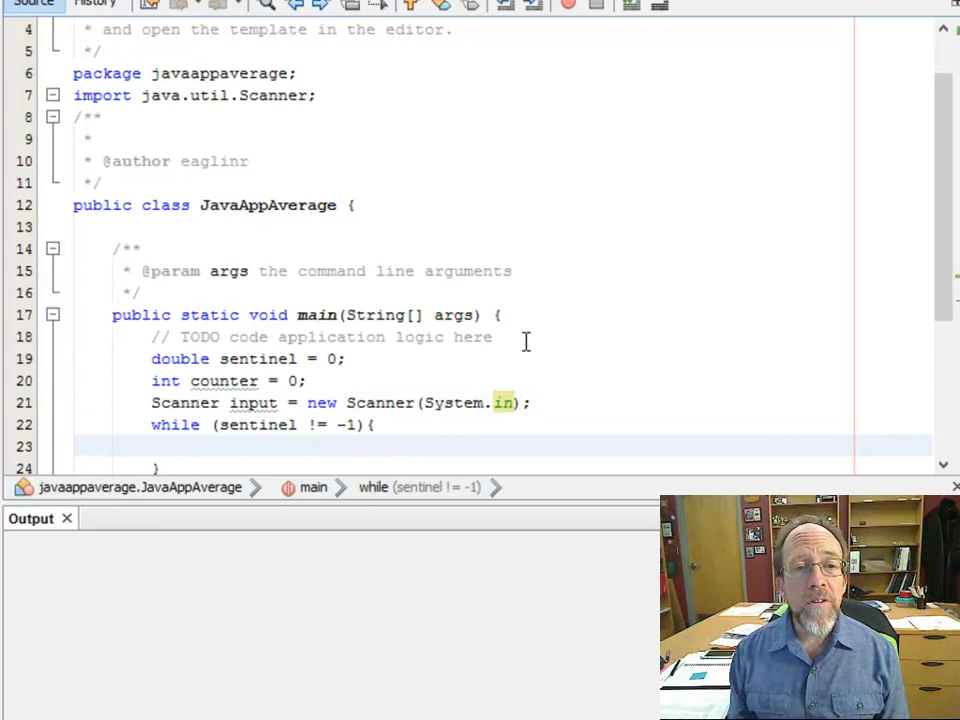 Source History
4 * and open the template in the editor.
5 */
6 package javaappaverage;
7 import java.util.Scanner;
8 /**
9 *
10 * @author eaglinr
11 */
12 public class JavaAppAverage {
13
14 /**
15 * @param args the command line arguments
16 */
17 public static void main(String[] args) {
18 // TODO code application logic here
19 double sentinel = 0;
20 int counter = 0;
21 Scanner input = new Scanner(System.in);
22 while (sentinel != -1){
23
24 }
javaappaverage.JavaAppAverage main while (sentinel != -1)
Output